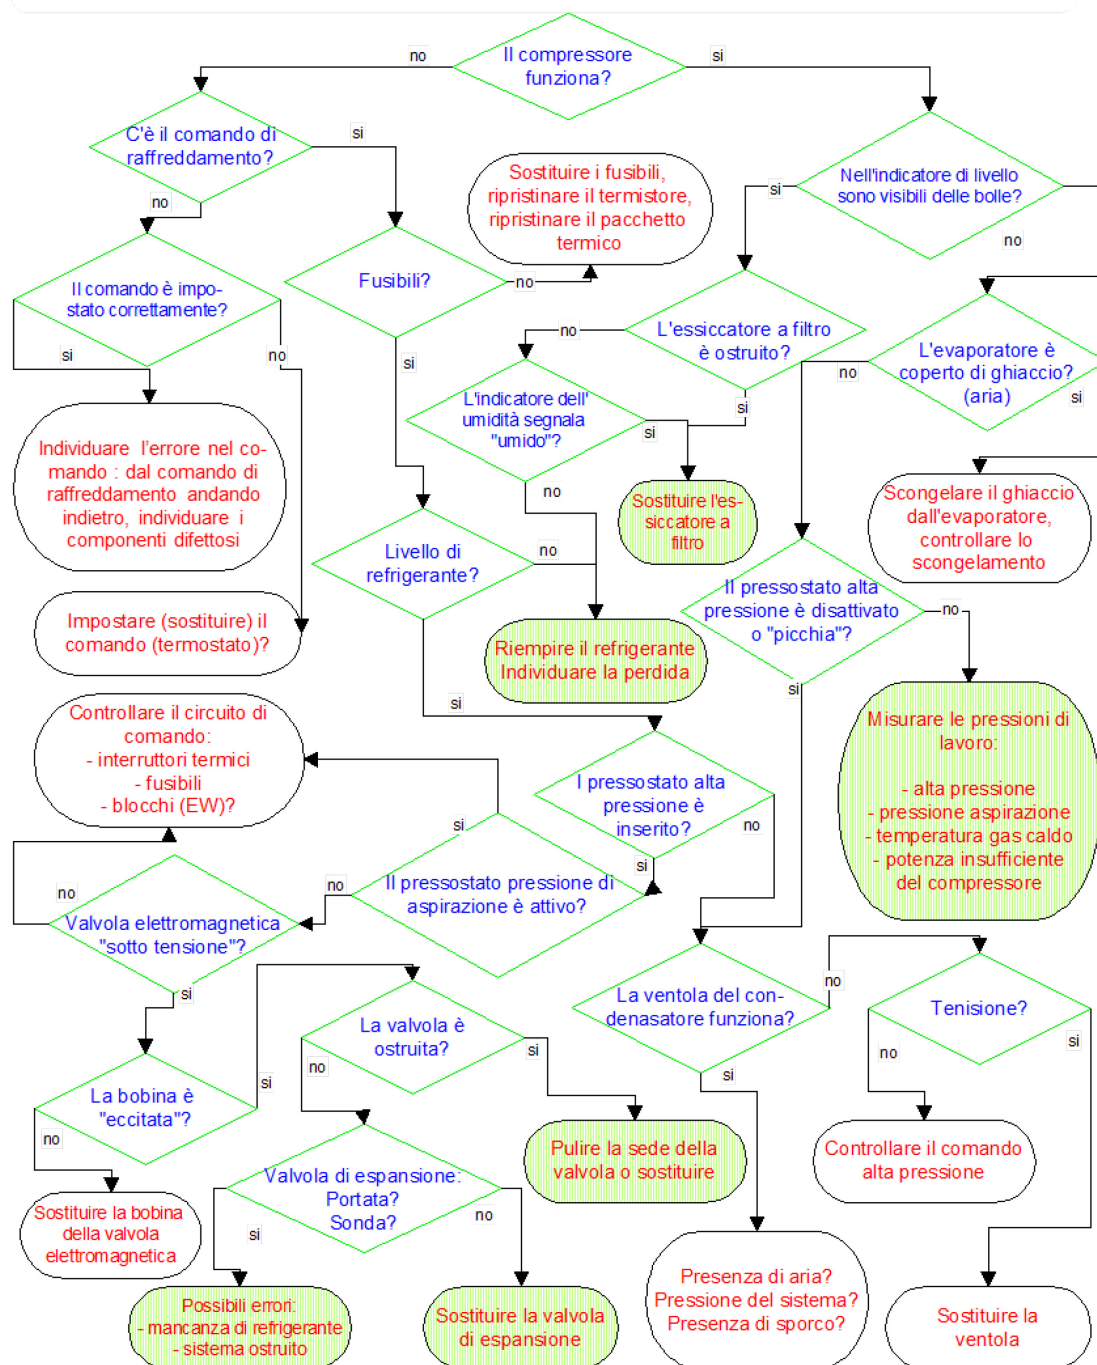 Il compressore
funziona?
no
si
C'è il comando di
raffreddamento?
si
no
Sostituire i fusibili,
ripristinare il termistore,
ripristinare il pacchetto
termico
Nell'indicatore di livello
sono visibili delle bolle?
si
no
Il comando è impo-
stato correttamente?
si
no
Fusibili?
no
si
L'essiccatore a filtro
è ostruito?
no
si
L'evaporatore è
coperto di ghiaccio?
(aria)
no
si
L'indicatore dell'
umidità segnala
"umido"?
si
no
Individuare l'errore nel co-
mando : dal comando di
raffreddamento andando
indietro, individuare i
componenti difettosi
Sostituire l'es-
siccatore a
filtro
Scongelare il ghiaccio
dall'evaporatore,
controllare lo
scongelamento
Livello di
refrigerante?
no
si
Il pressostato alta
pressione è disattivato
o "picchia"?
no
si
Impostare (sostituire) il
comando (termostato)?
Riempire il refrigerante
Individuare la perdida
Controllare il circuito di
comando:
- interruttori termici
- fusibili
- blocchi (EW)?
I pressostato alta
pressione è
inserito?
no
si
Misurare le pressioni di
lavoro:
- alta pressione
- pressione aspirazione
- temperatura gas caldo
- potenza insufficiente
del compressore
si
Il pressostato pressione di
aspirazione è attivo?
no
no
Valvola elettromagnetica
"sotto tensione"?
si
La valvola è
ostruita?
no
si
La ventola del con-
denasatore funziona?
no
si
Tenisione?
no
si
La bobina è
"eccitata"?
si
no
Valvola di espansione:
Portata?
Sonda?
si
no
Pulire la sede della
valvola o sostituire
Controllare il comando
alta pressione
Sostituire la bobina
della valvola
elettromagnetica
Possibili errori:
- mancanza di refrigerante
- sistema ostruito
Sostituire la valvola
di espansione
Presenza di aria?
Pressione del sistema?
Presenza di sporco?
Sostituire la
ventola